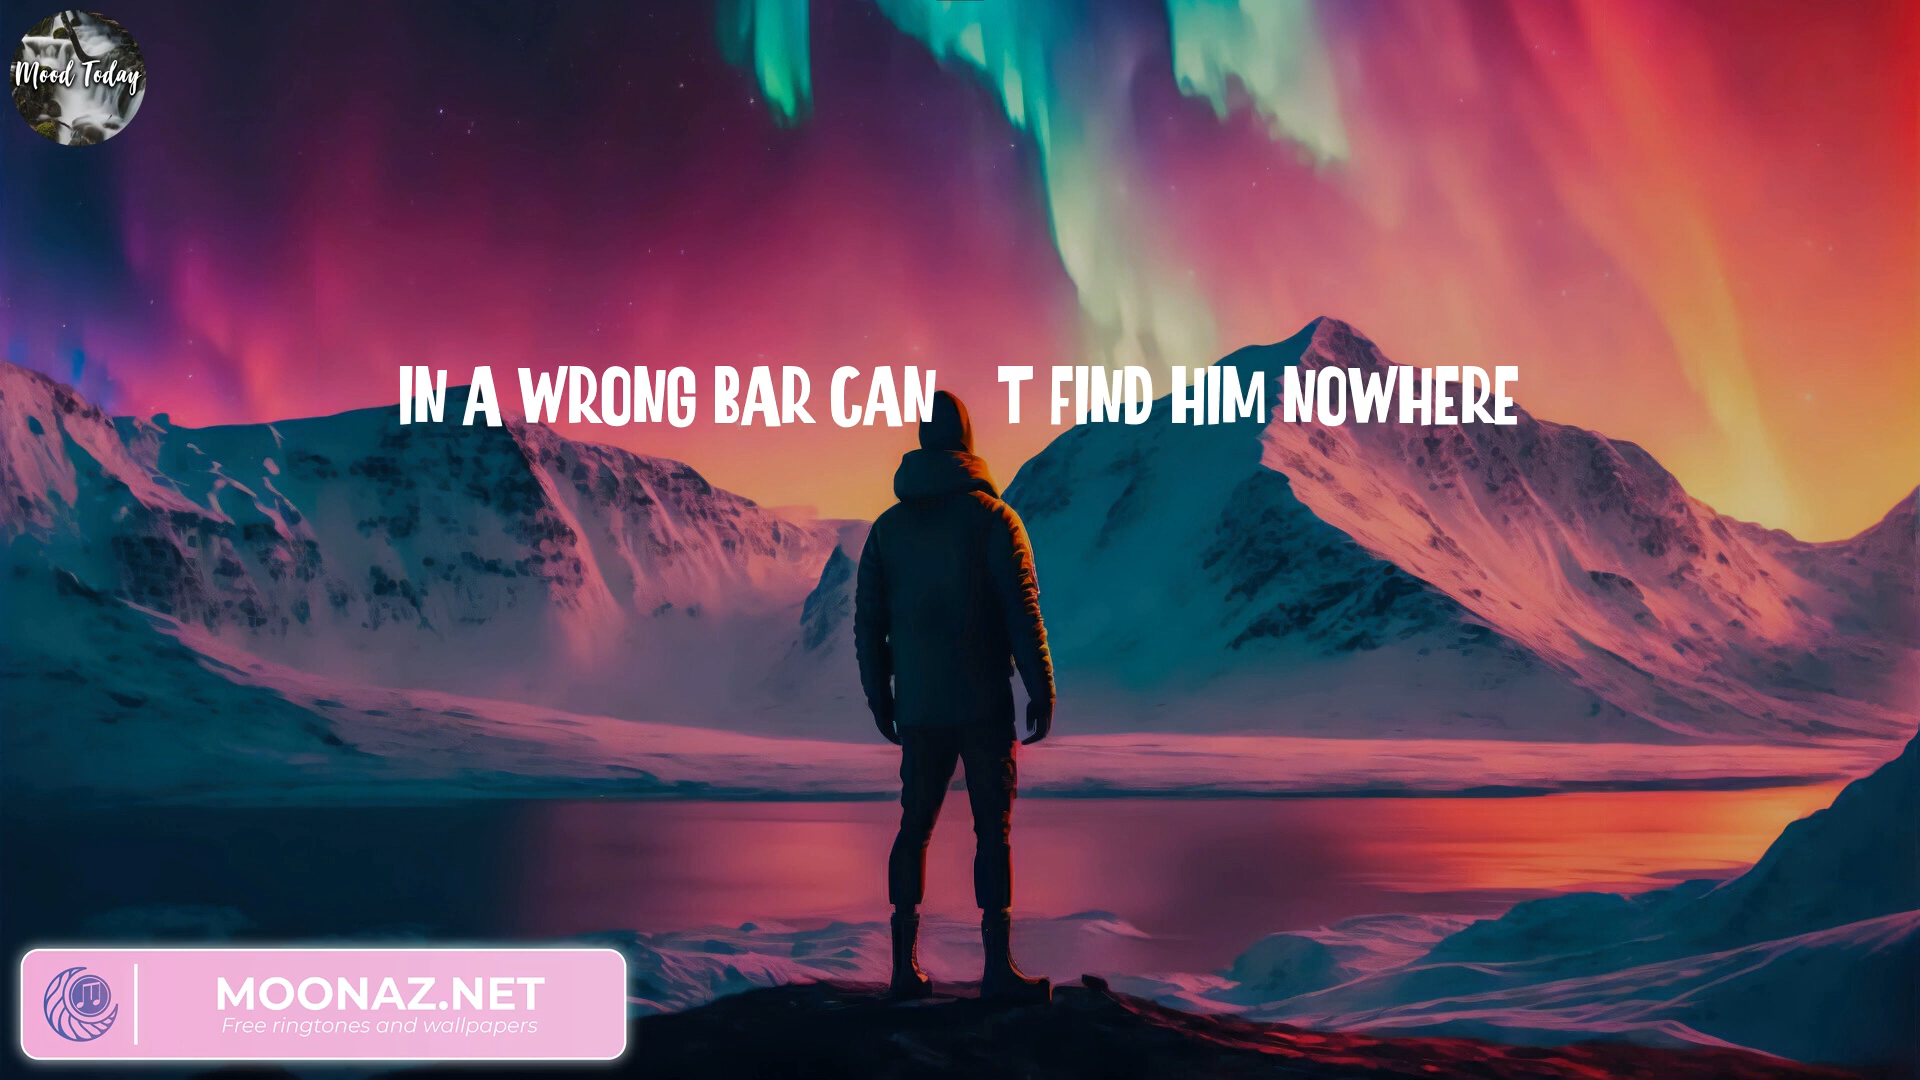 Mood Today
IN A WRONG BAR CAN T FIND HIM NOWHERE
MOONAZ.NET
Free ringtones and wallpapers